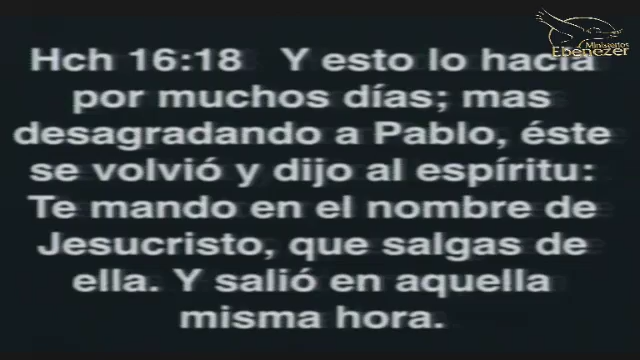 Ministerios
Ebenezer
Hch 16:18 Y esto lo hacía
por muchos días; mas
desagradando a Pablo, éste
se volvió y dijo al espíritu:
Te mando en el nombre de
Jesucristo, que salgas de
ella. Y salió en aquella
misma hora.